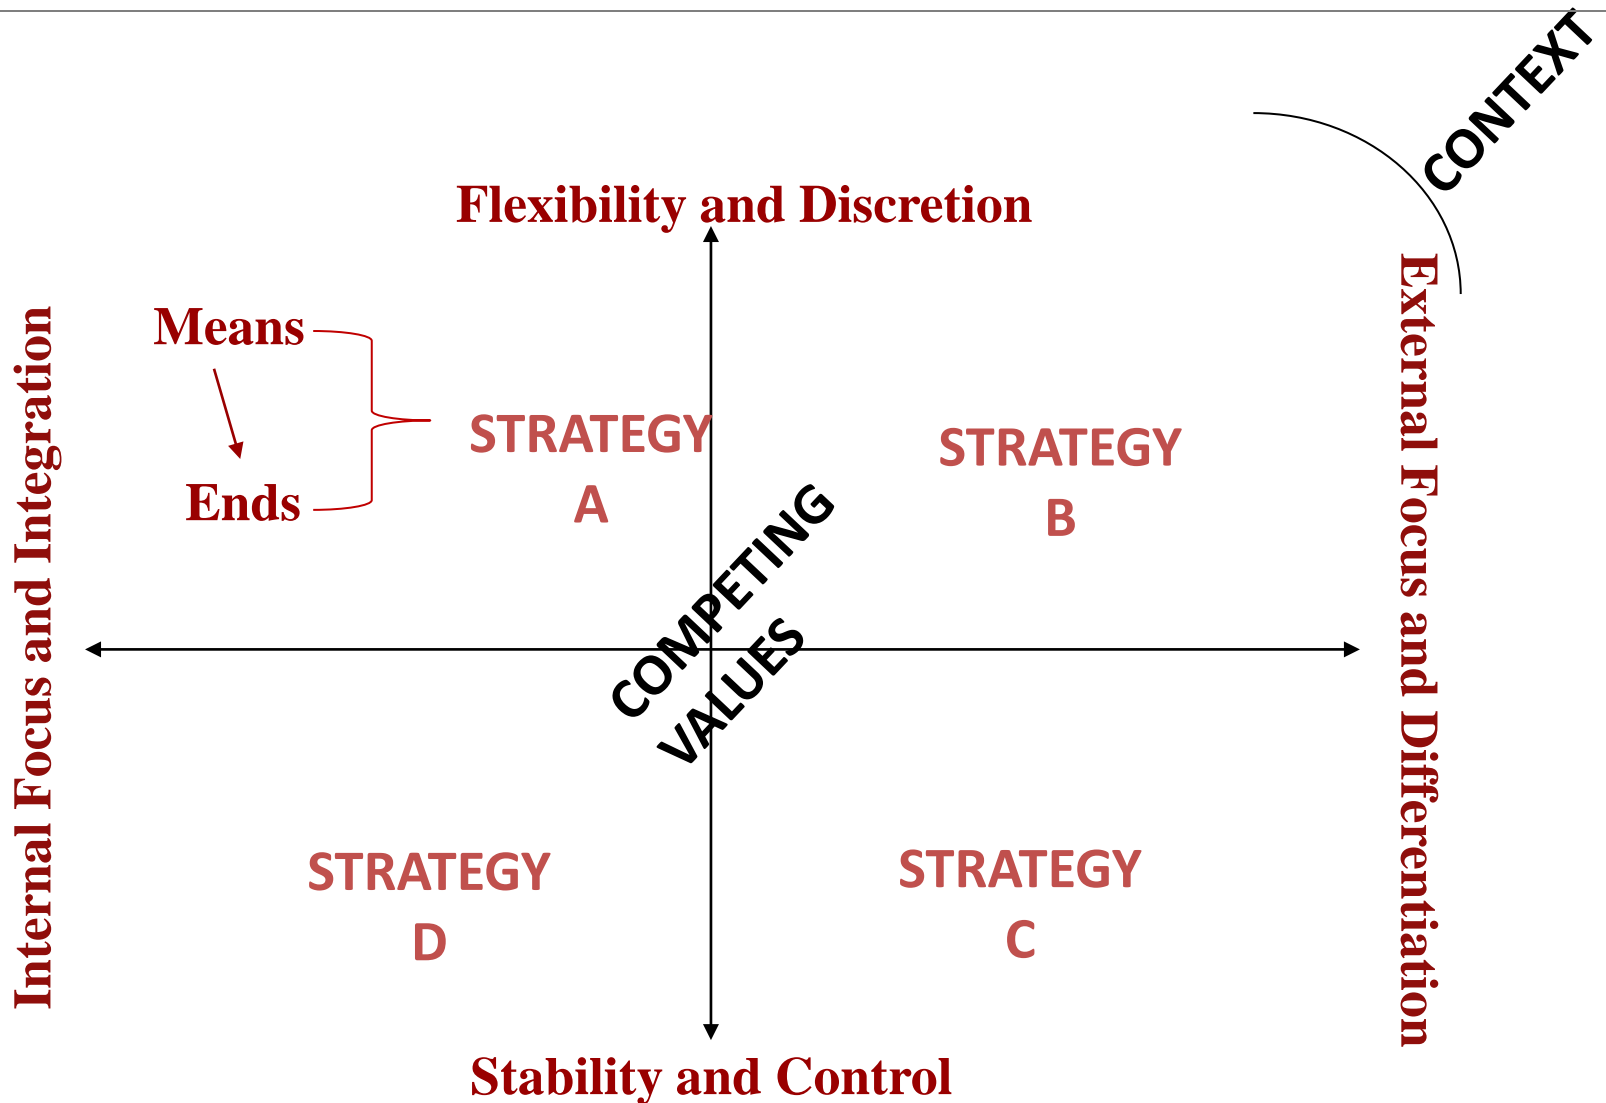 CONTEXT
Flexibility and Discretion
Internal Focus and Integration
Means
Ends
STRATEGY
A
STRATEGY
B
External Focus and Differentiation
COMPETING
VALUES
STRATEGY
D
STRATEGY
C
Stability and Control